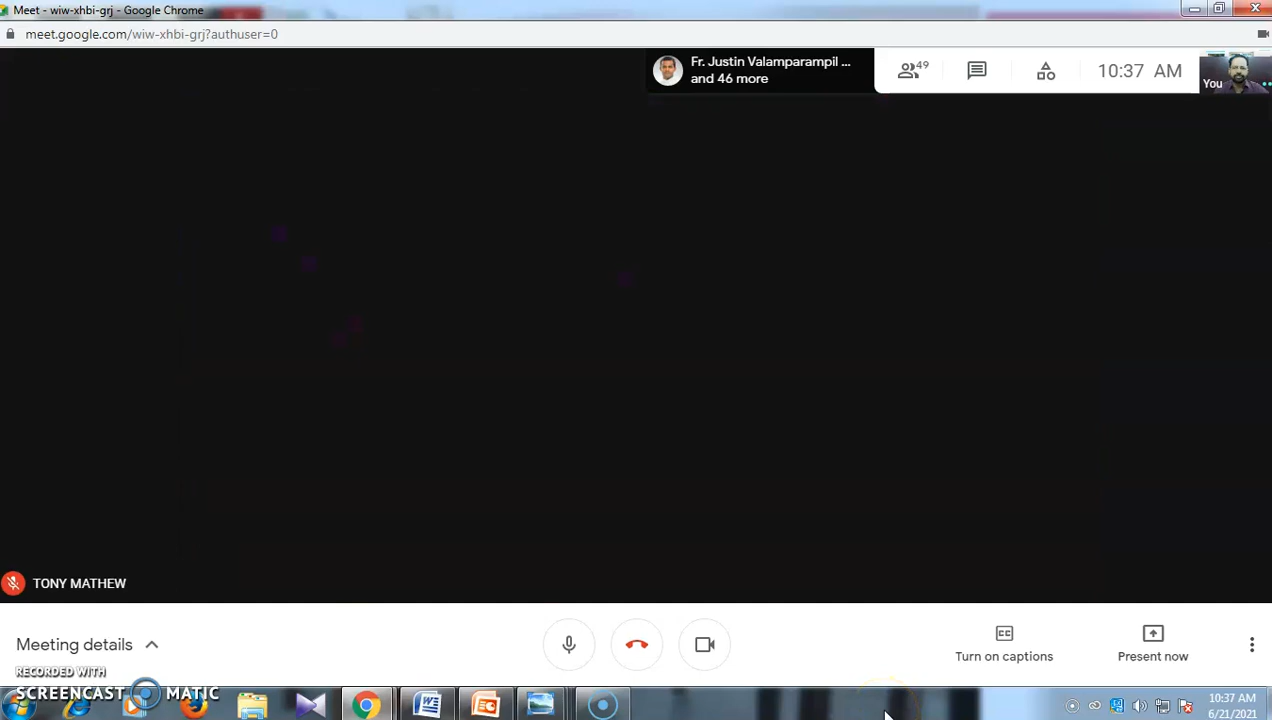 Meet - wiw-xhbi-grj - Google Chrome
meet.google.com/wiw-xhbi-grj?authuser=0
Fr. Justin Valamparampil ...
and 46 more
49
10:37 AM
You
TONY MATHEW
Meeting details
CC
Turn on captions
Present now
RECORDED WITH
SCREENCAST MATIC
10:37 AM
6/21/2021